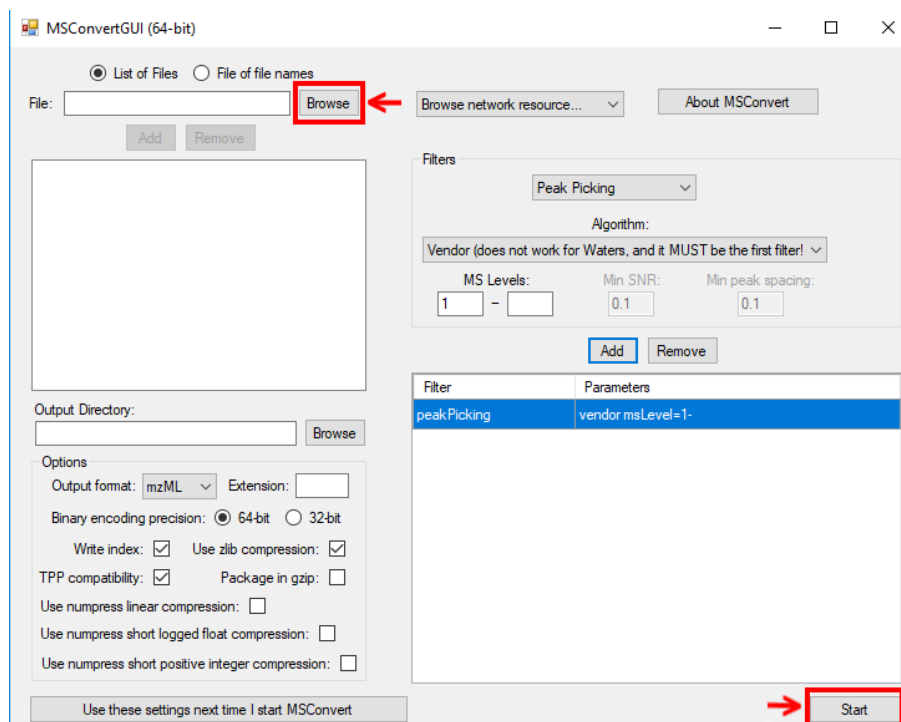 MSConvertGUI (64-bit)
List of Files File of file names
File: Browse
Browse network resource... About MSConvert
Add Remove
Filters
Peak Picking
Algorithm:
Vendor (does not work for Waters, and it MUST be the first filter!
MS Levels: Min SNR: Min peak spacing:
1 – 0.1 0.1
Add Remove
Filter Parameters
peakPicking vendor msLevel=1-
Output Directory:
Browse
Options
Output format: mzML Extension:
Binary encoding precision: 64-bit 32-bit
Write index: Use zlib compression:
TPP compatibility: Package in gzip:
Use numpress linear compression:
Use numpress short logged float compression:
Use numpress short positive integer compression:
Use these settings next time I start MSConvert Start